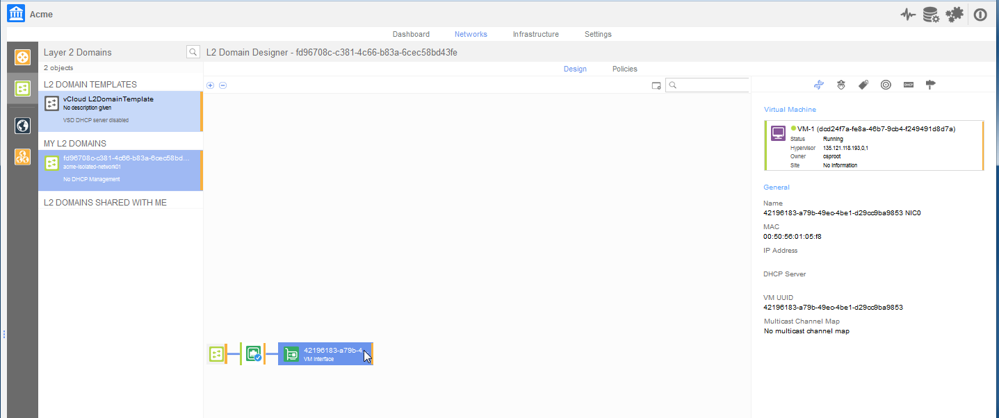 Acme
Dashboard
Networks
Infrastructure
Settings
Layer 2 Domains
L2 Domain Designer - fd96708c-c381-4c66-b83a-6cec58bd43fe
2 objects
Design
Policies
L2 DOMAIN TEMPLATES
vCloud L2DomainTemplate
No description given
VSD DHCP server disabled
MY L2 DOMAINS
fd96708c-c381-4c66-b83a-6cec58bd...
acme-isolated-network01
No DHCP Management
L2 DOMAINS SHARED WITH ME
42196183-a79b-4...
VM Interface
DHCP
Virtual Machine
VM-1 (dcd24f7a-fe8a-46b7-9cb4-f249491d8d7a)
Status Running
Hypervisor 135.121.118.193,0,1
Owner csproot
Site No Information
General
Name
42196183-a79b-49ec-4be1-d29cc9ba9853 NIC0
MAC
00:50:56:01:05:f8
IP Address
DHCP Server
VM UUID
42196183-a79b-49ec-4be1-d29cc9ba9853
Multicast Channel Map
No multicast channel map